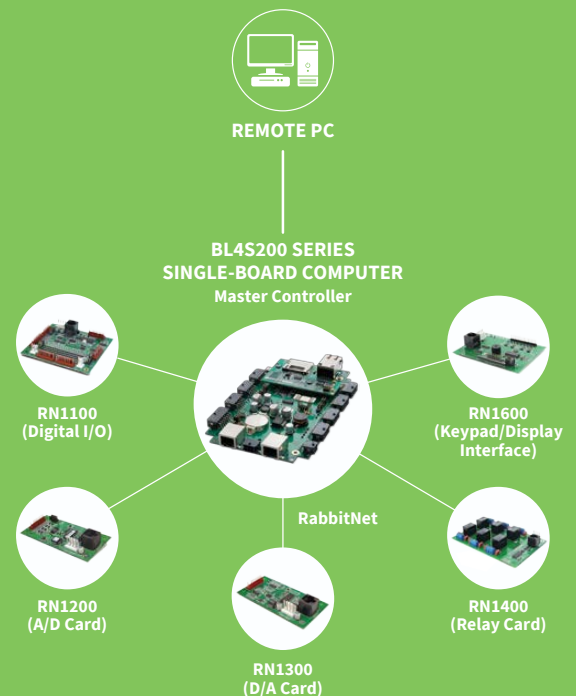 REMOTE PC
BL4S200 SERIES
SINGLE-BOARD COMPUTER
Master Controller
RN1100
(Digital I/O)
RN1600
(Keypad/Display
Interface)
RabbitNet
RN1200
(A/D Card)
RN1400
(Relay Card)
RN1300
(D/A Card)